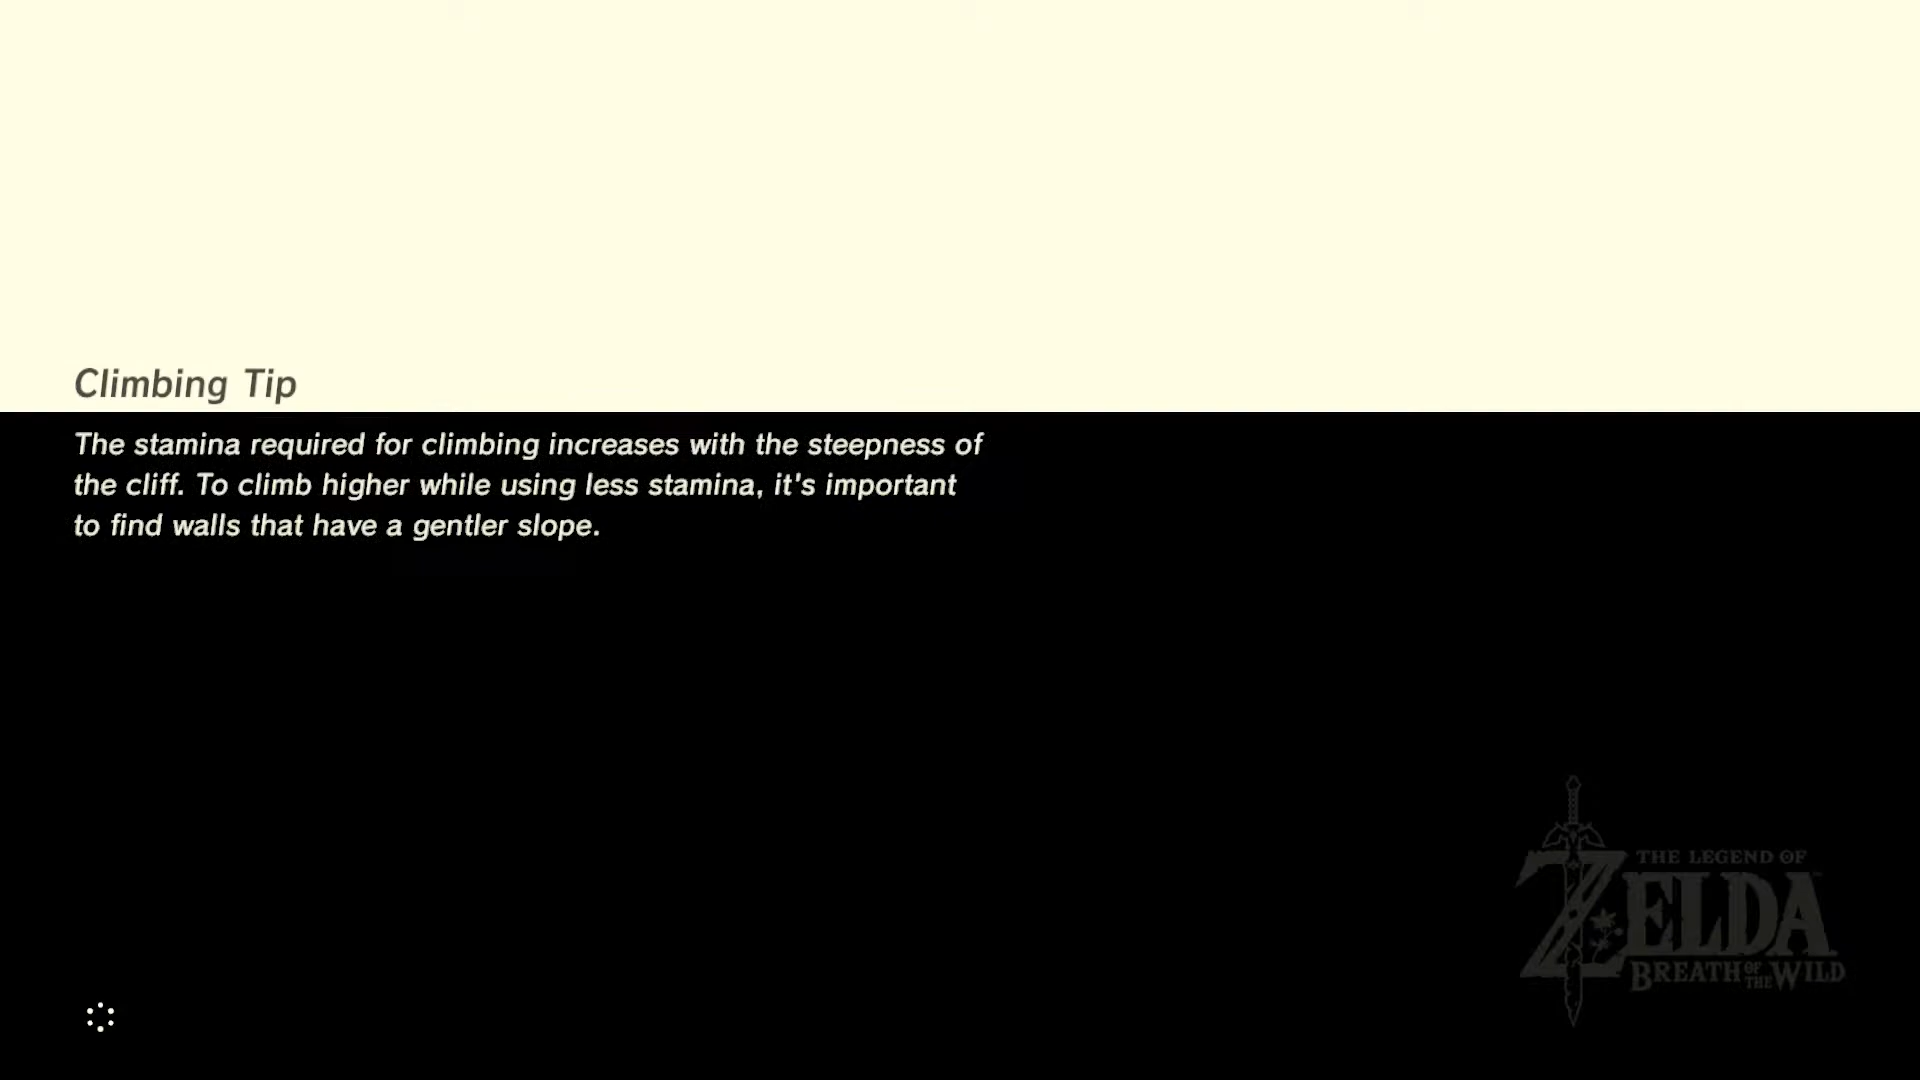 Climbing Tip
The stamina required for climbing increases with the steepness of
the cliff. To climb higher while using less stamina, it's important
to find walls that have a gentler slope.
THE LEGEND OF
ZELDA
BREATH OF THE WILD